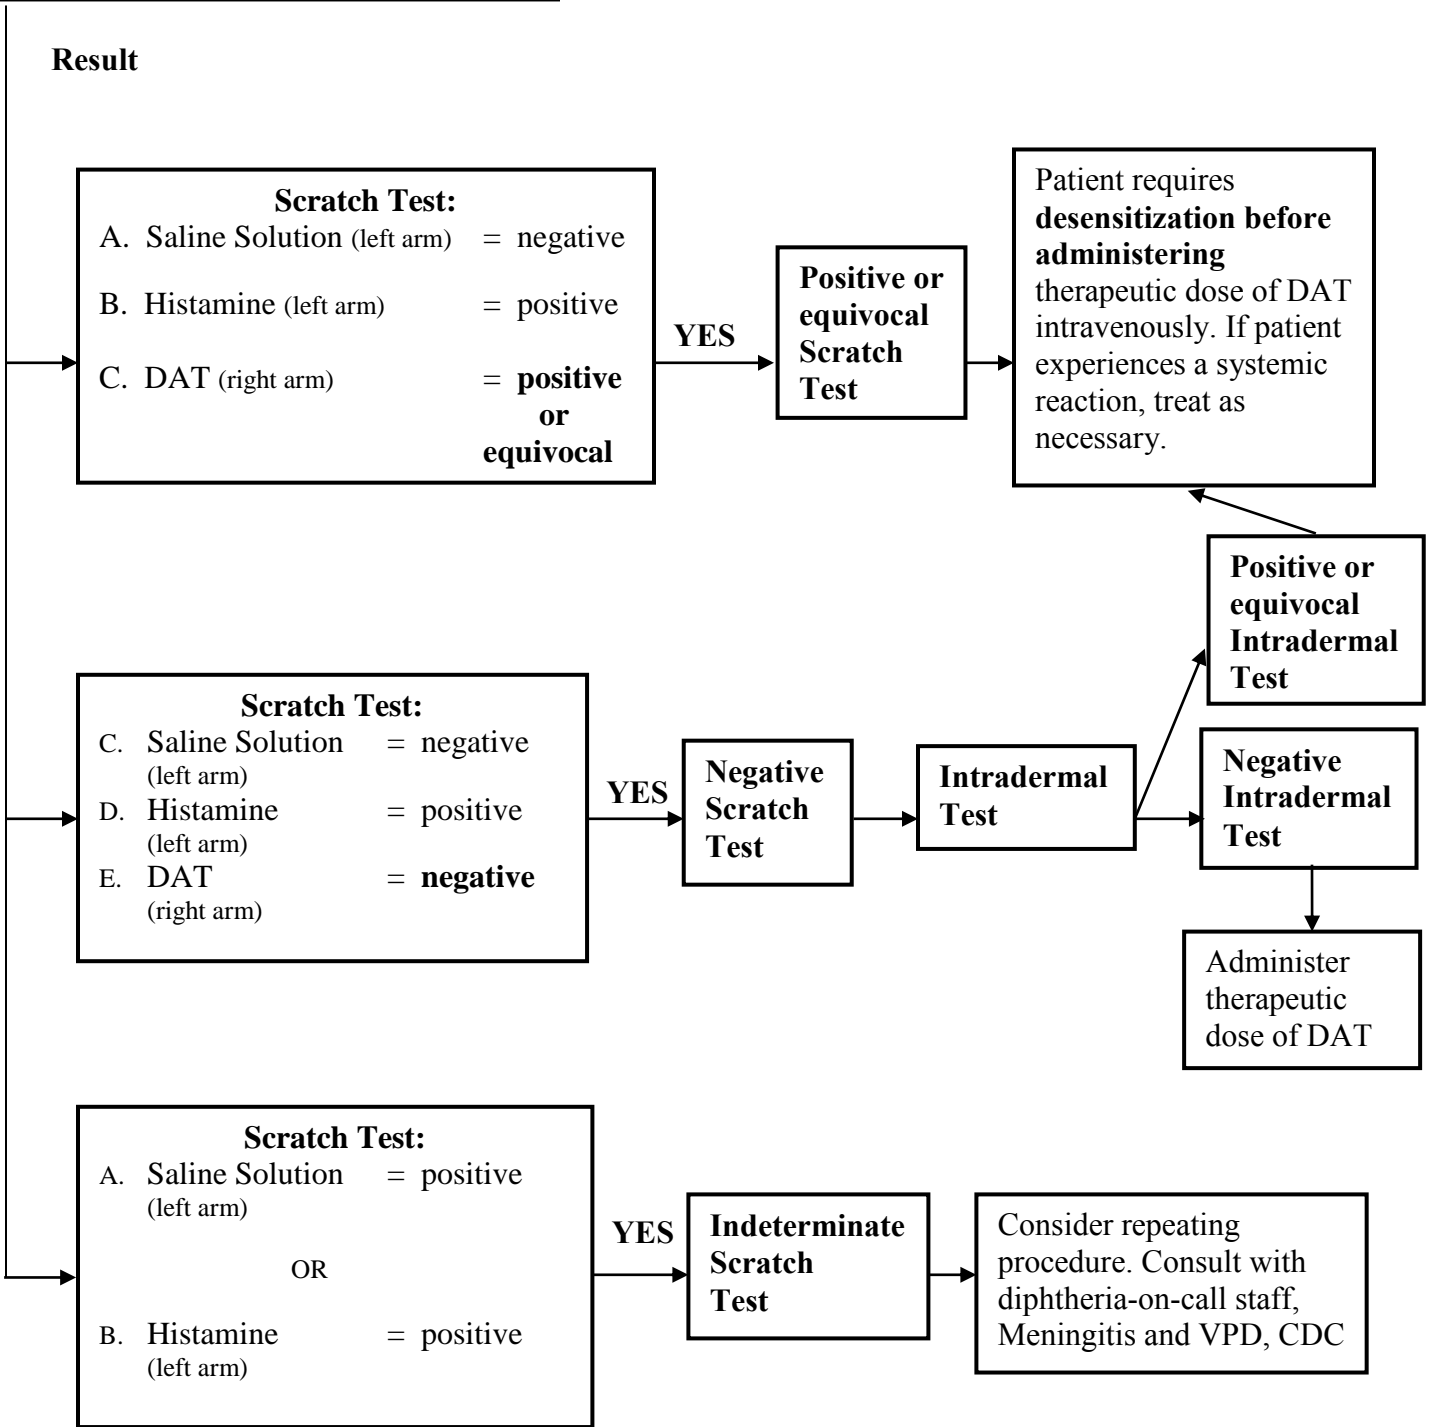 Result
Scratch Test:
A. Saline Solution (left arm) = negative
B. Histamine (left arm) = positive
C. DAT (right arm) = positive
or
equivocal
YES
Positive or
equivocal
Scratch
Test
Patient requires
desensitization before
administering
therapeutic dose of DAT
intravenously. If patient
experiences a systemic
reaction, treat as
necessary.
Positive or
equivocal
Intradermal
Test
Scratch Test:
C. Saline Solution = negative
(left arm)
D. Histamine = positive
(left arm)
E. DAT = negative
(right arm)
YES
Negative
Scratch
Test
Intradermal
Test
Negative
Intradermal
Test
Administer
therapeutic
dose of DAT
Scratch Test:
A. Saline Solution = positive
(left arm)
OR
B. Histamine = positive
(left arm)
YES
Indeterminate
Scratch
Test
Consider repeating
procedure. Consult with
diphtheria-on-call staff,
Meningitis and VPD, CDC